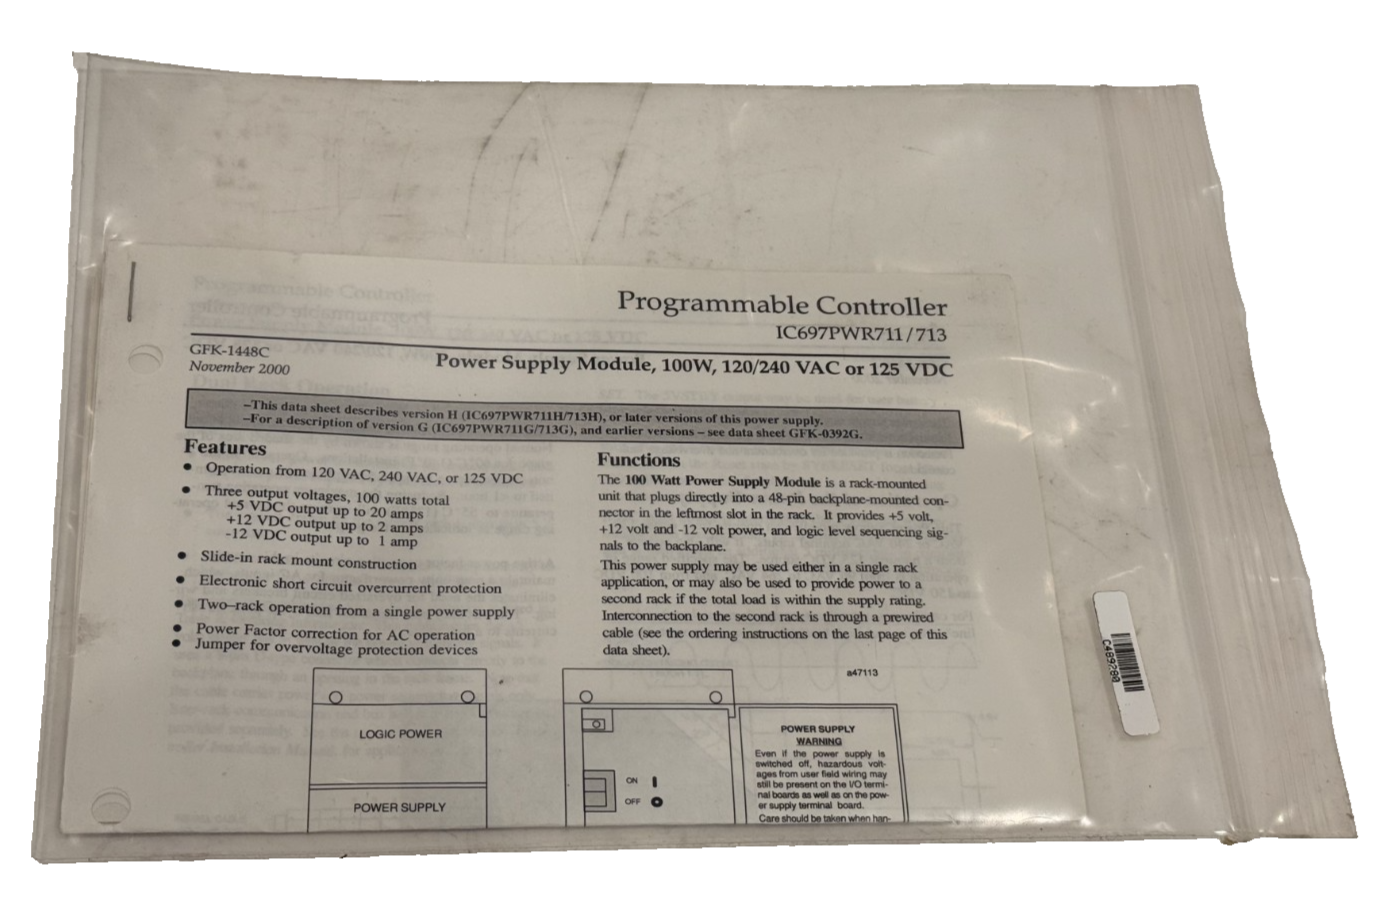 Programmable Controller
IC697PWR711/713
GFK-1448C
November 2000
Power Supply Module, 100W, 120/240 VAC or 125 VDC
–This data sheet describes version H (IC697PWR711H/713H), or later versions of this power supply.
–For a description of version G (IC697PWR711G/713G), and earlier versions – see data sheet GFK-0392G.
Features
● Operation from 120 VAC, 240 VAC, or 125 VDC
● Three output voltages, 100 watts total
+5 VDC output up to 20 amps
+12 VDC output up to 2 amps
-12 VDC output up to 1 amp
● Slide-in rack mount construction
● Electronic short circuit overcurrent protection
● Two–rack operation from a single power supply
● Power Factor correction for AC operation
● Jumper for overvoltage protection devices
Functions
The 100 Watt Power Supply Module is a rack-mounted
unit that plugs directly into a 48-pin backplane-mounted con-
nector in the leftmost slot in the rack. It provides +5 volt,
+12 volt and -12 volt power, and logic level sequencing sig-
nals to the backplane.
This power supply may be used either in a single rack
application, or may also be used to provide power to a
second rack if the total load is within the supply rating.
Interconnection to the second rack is through a prewired
cable (see the ordering instructions on the last page of this
data sheet).
a47113
LOGIC POWER
POWER SUPPLY
ON
OFF
POWER SUPPLY
WARNING
Even if the power supply is
switched off, hazardous volt-
ages from user field wiring may
still be present on the I/O termi-
nal boards as well as on the pow-
er supply terminal board.
Care should be taken when han-
C489280